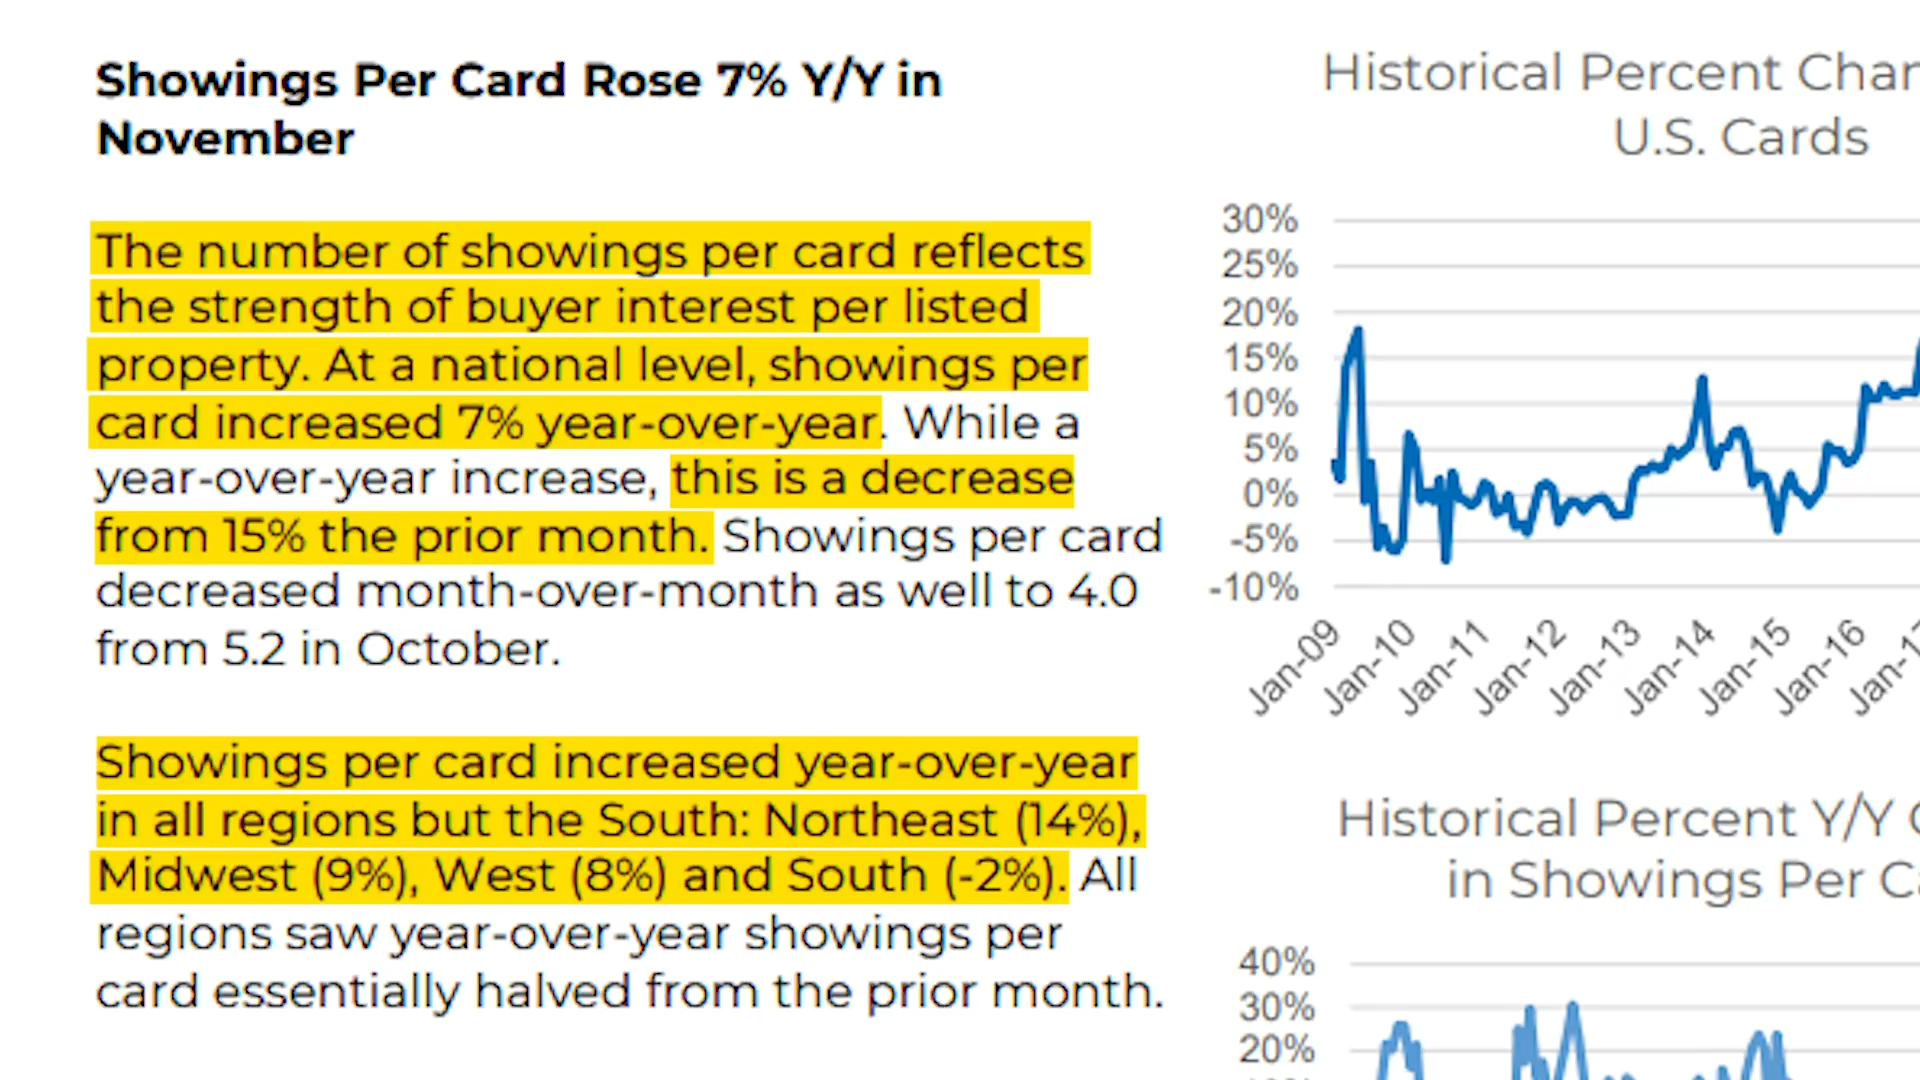 Showings Per Card Rose 7% Y/Y in
November
The number of showings per card reflects
the strength of buyer interest per listed
property. At a national level, showings per
card increased 7% year-over-year. While a
year-over-year increase, this is a decrease
from 15% the prior month. Showings per card
decreased month-over-month as well to 4.0
from 5.2 in October.
Showings per card increased year-over-year
in all regions but the South: Northeast (14%),
Midwest (9%), West (8%) and South (-2%). All
regions saw year-over-year showings per
card essentially halved from the prior month.
Historical Percent Chan
U.S. Cards
30%
25%
20%
15%
10%
5%
0%
-5%
-10%
Jan-09
Jan-10
Jan-11
Jan-12
Jan-13
Jan-14
Jan-15
Jan-16
Jan-17
Historical Percent Y/Y
in Showings Per Ca
40%
30%
20%